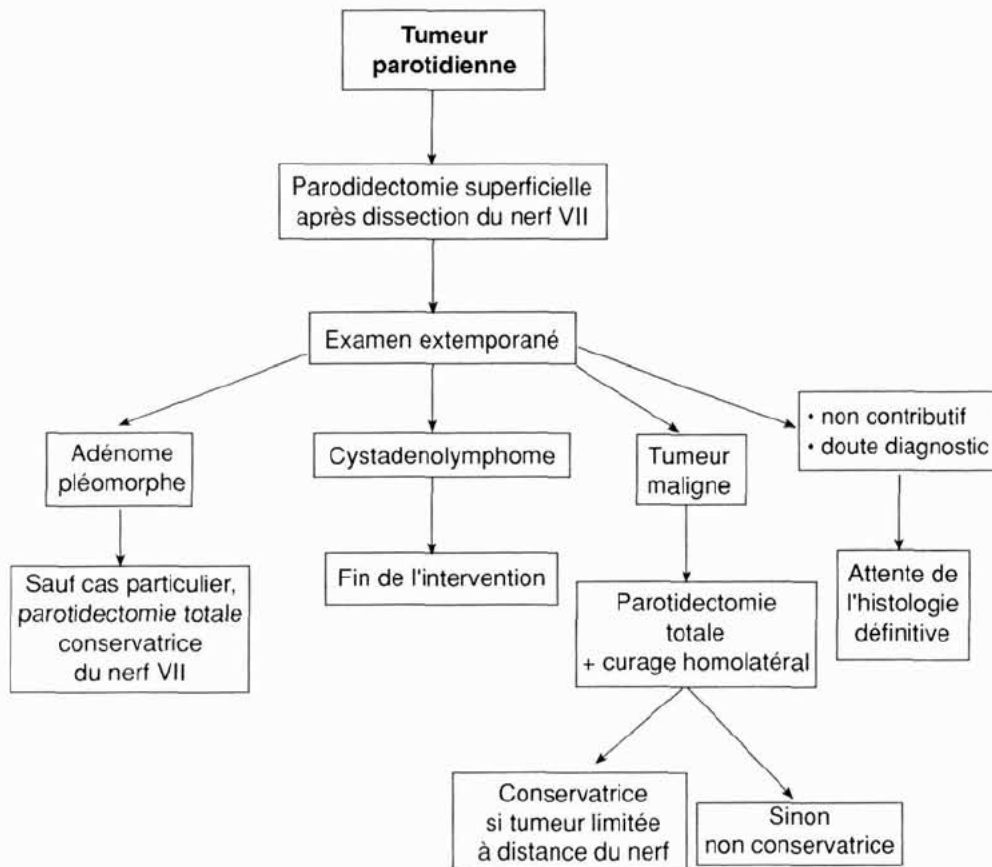 Tumeur
parotidienne
Parodidectomie superficielle
après dissection du nerf VII
Examen extemporané
Adénome
pléomorphe
Cystadenolymphome
Tumeur
maligne
• non contributif
• doute diagnostic
Sauf cas particulier,
parotidectomie totale
conservatrice
du nerf VII
Fin de l'intervention
Parotidectomie
totale
+ curage homolatéral
Attente de
l'histologie
définitive
Conservatrice
si tumeur limitée
à distance du nerf
Sinon
non conservatrice